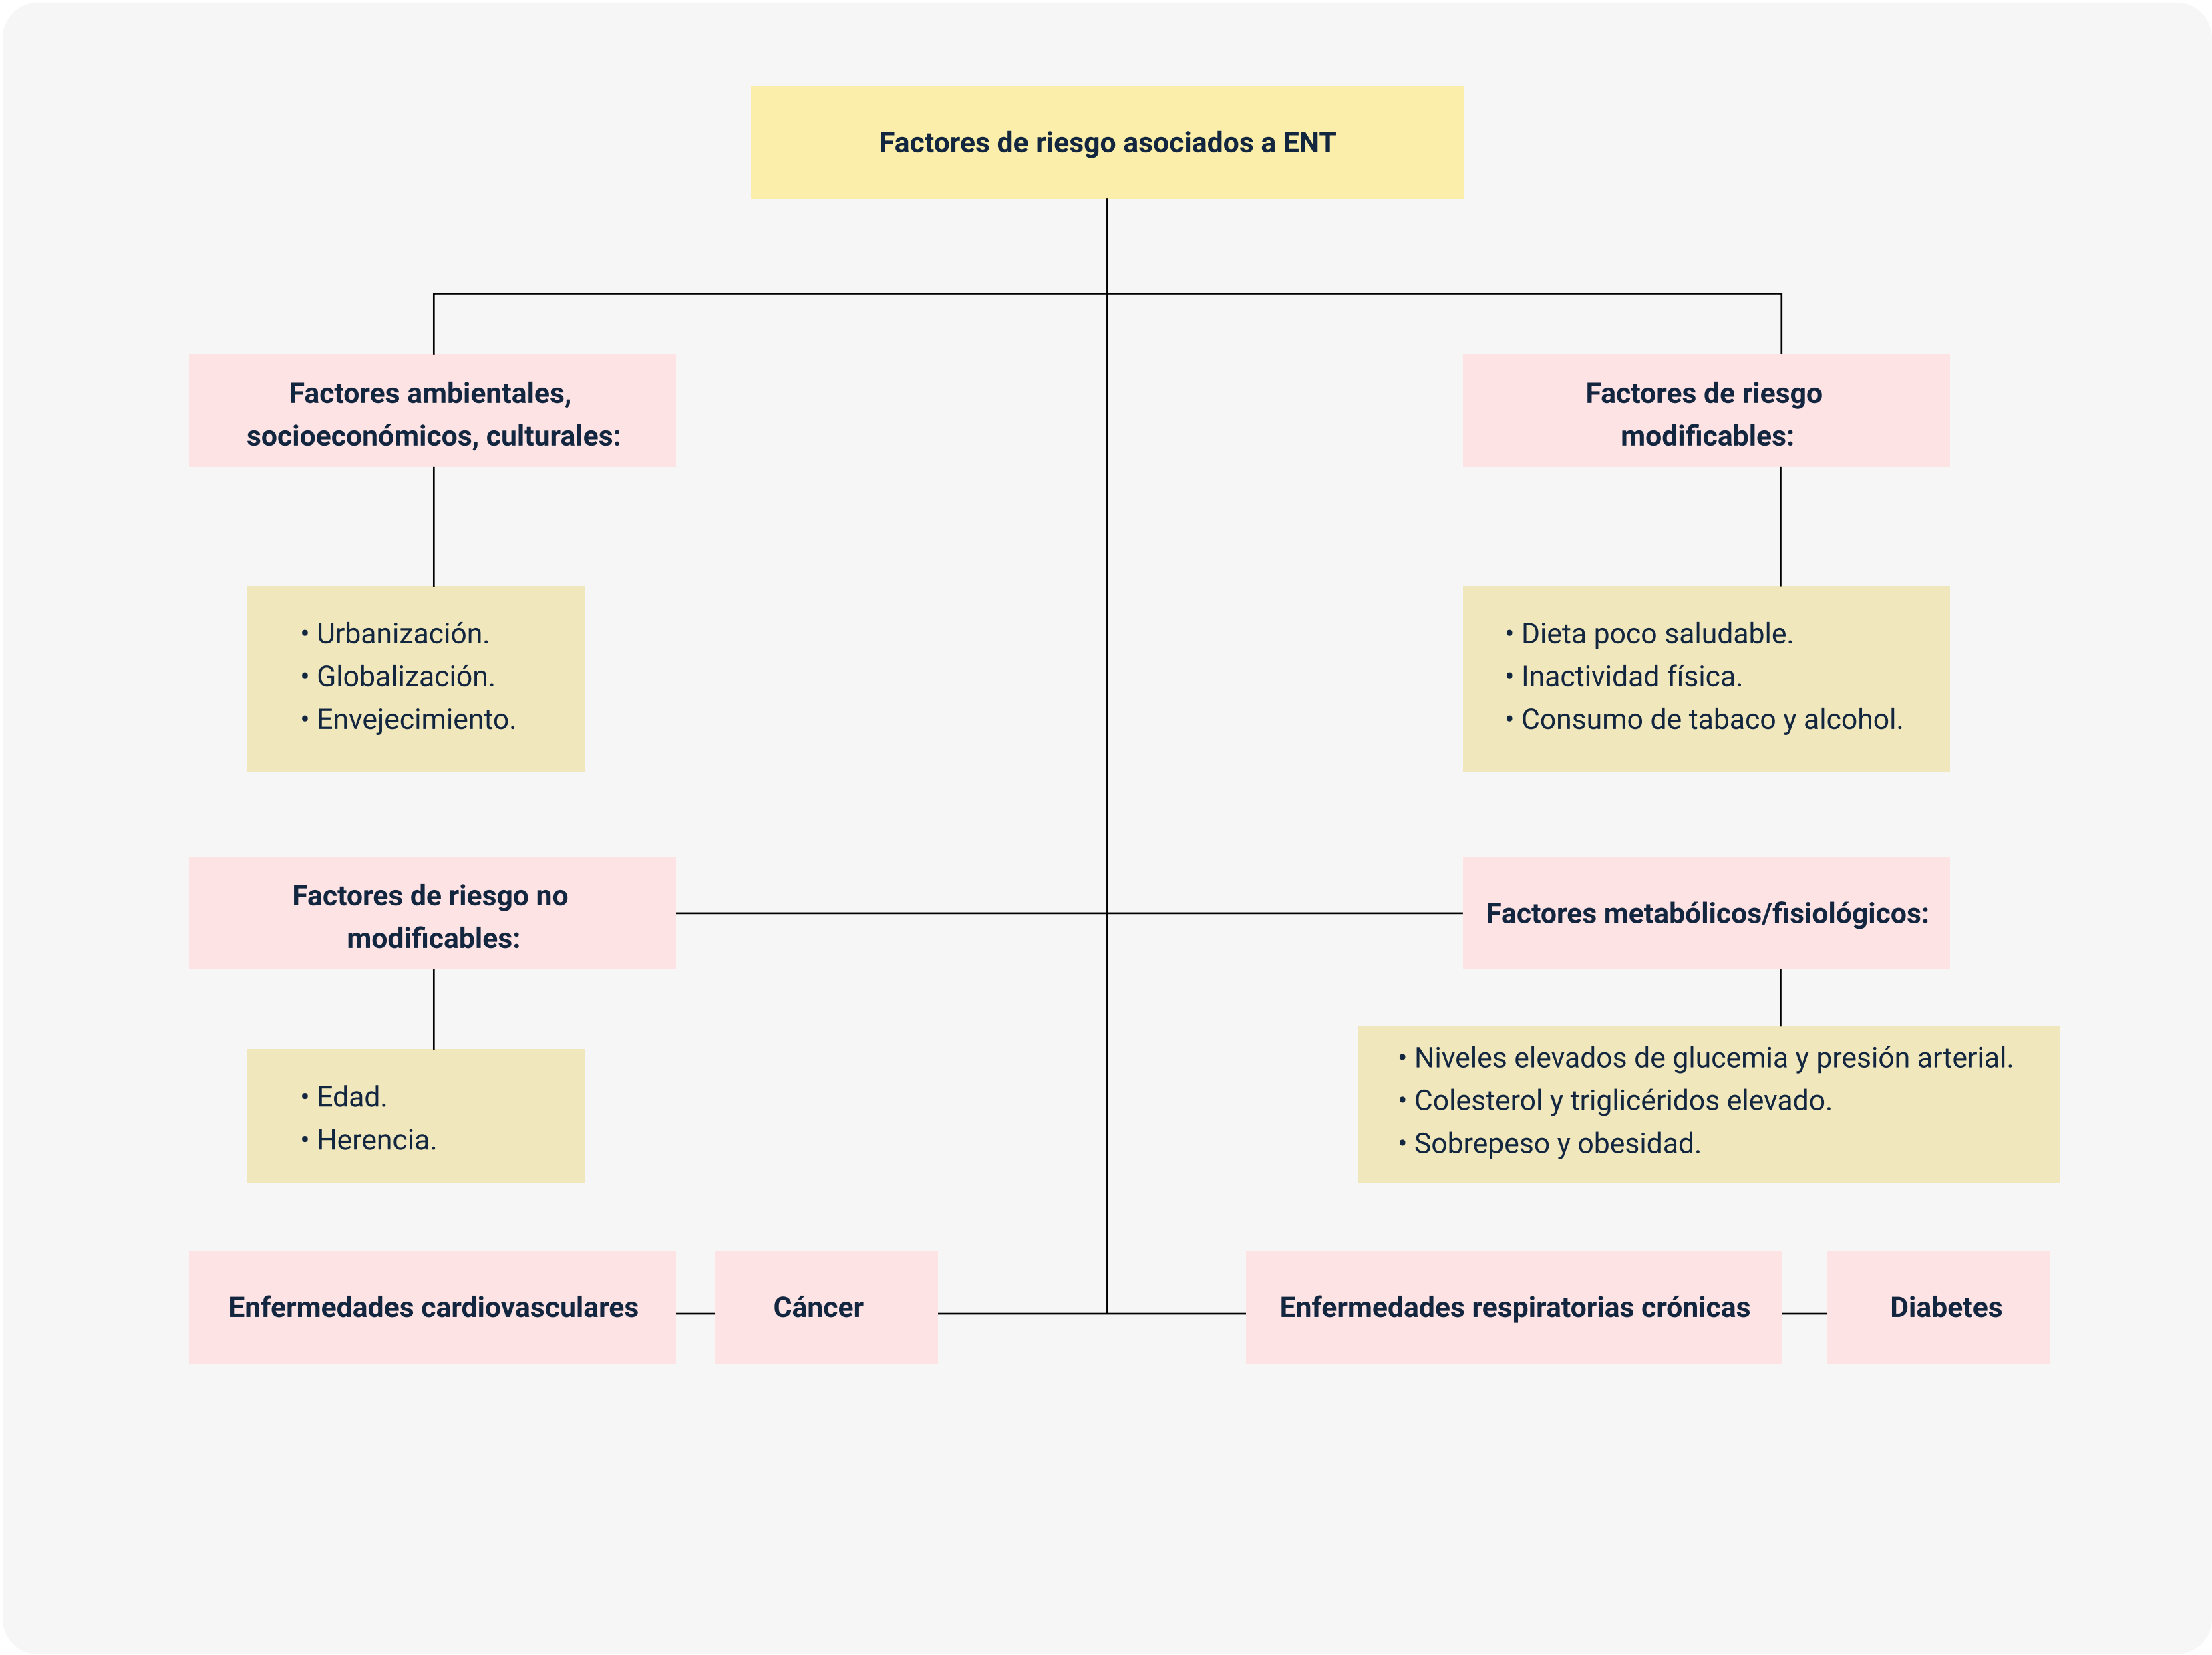 Factores de riesgo asociados a ENT
Factores ambientales,
socioeconómicos, culturales:
• Urbanización.
• Globalización.
• Envejecimiento.
Factores de riesgo
modificables:
• Dieta poco saludable.
• Inactividad física.
• Consumo de tabaco y alcohol.
Factores de riesgo no
modificables:
• Edad.
• Herencia.
Factores metabólicos/fisiológicos:
• Niveles elevados de glucemia y presión arterial.
• Colesterol y triglicéridos elevado.
• Sobrepeso y obesidad.
Enfermedades cardiovasculares
Cáncer
Enfermedades respiratorias crónicas
Diabetes